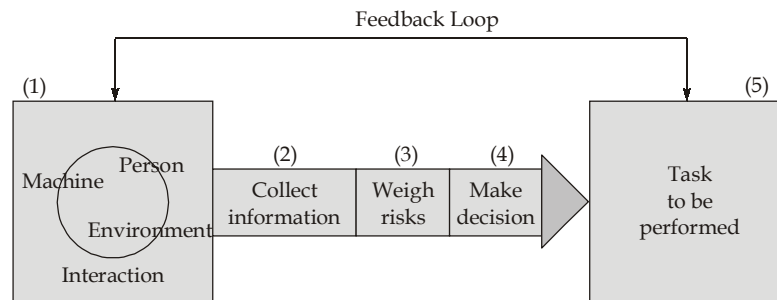 Feedback Loop
(1)
(5)
(2)
(3)
(4)
Person
Machine
Environment
Interaction
Collect
information
Weigh
risks
Make
decision
Task
to be
performed